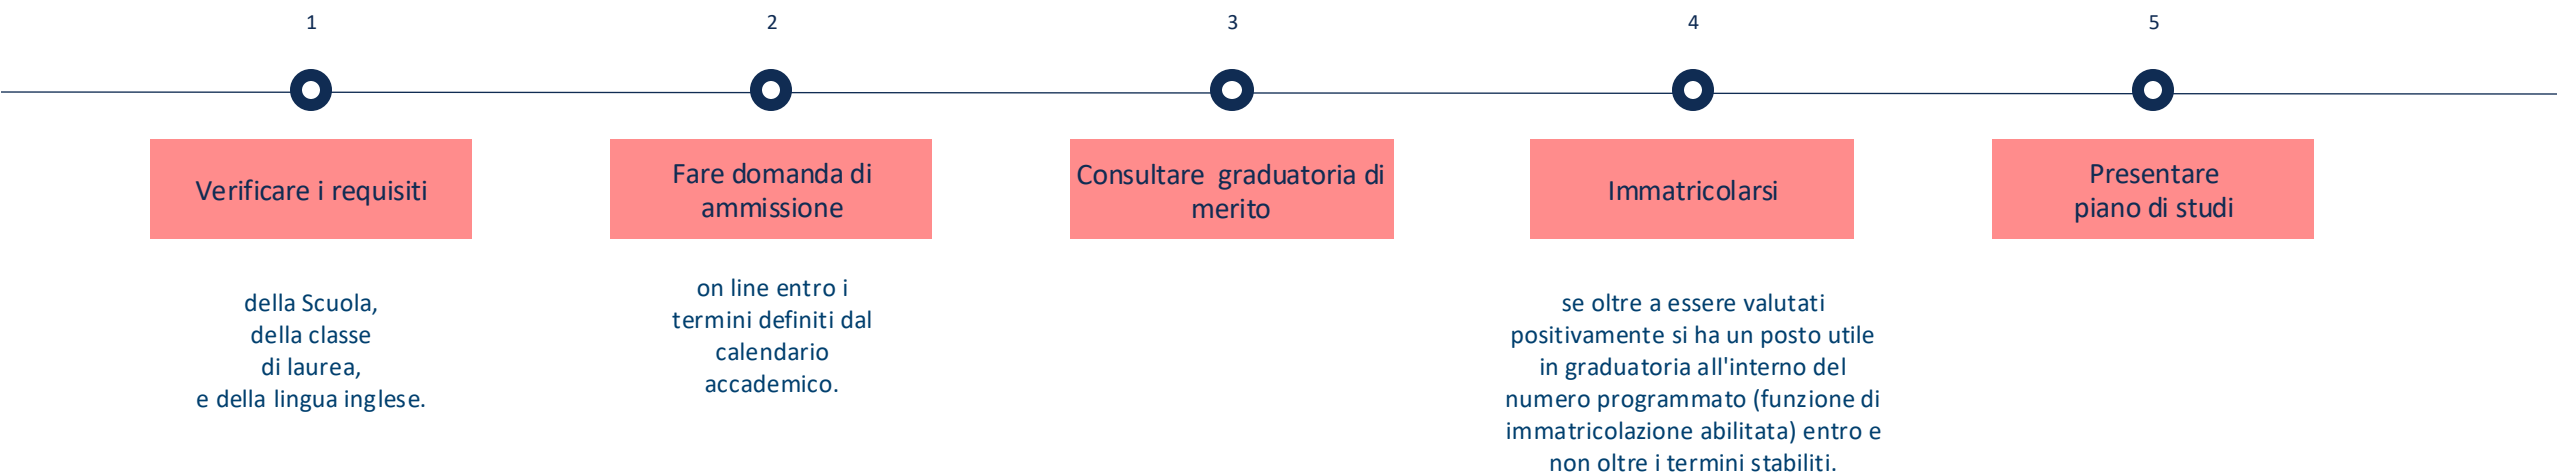 1
Verificare i requisiti
della Scuola,
della classe
di laurea,
e della lingua inglese.
2
Fare domanda di
ammissione
on line entro i
termini definiti dal
calendario
accademico.
3
Consultare graduatoria di
merito
4
Immatricolarsi
se oltre a essere valutati
positivamente si ha un posto utile
in graduatoria all'interno del
numero programmato (funzione di
immatricolazione abilitata) entro e
non oltre i termini stabiliti.
5
Presentare
piano di studi